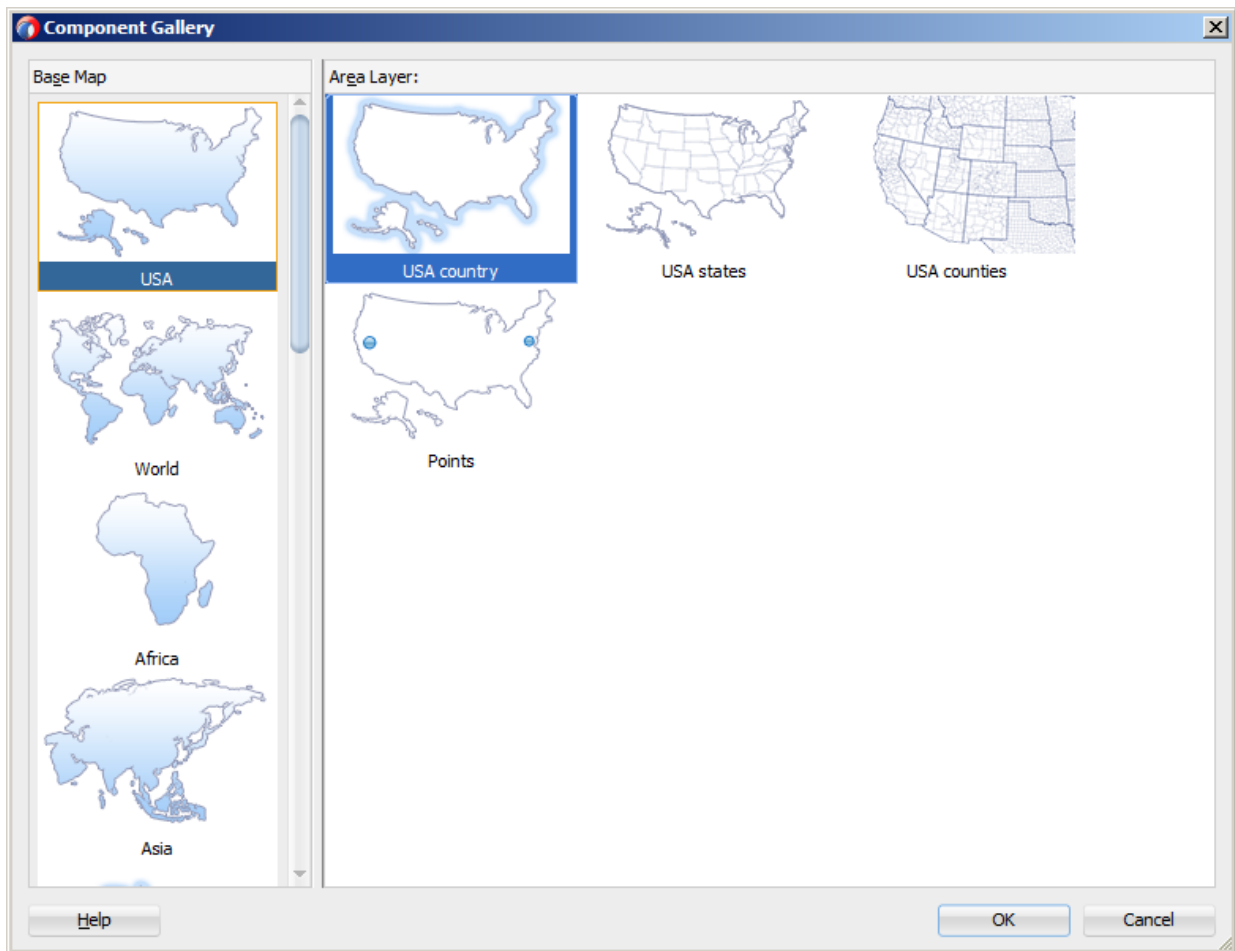 Component Gallery
Base Map
Area Layer:
USA
World
Africa
Asia
USA country
USA states
USA counties
Points
Help
OK
Cancel